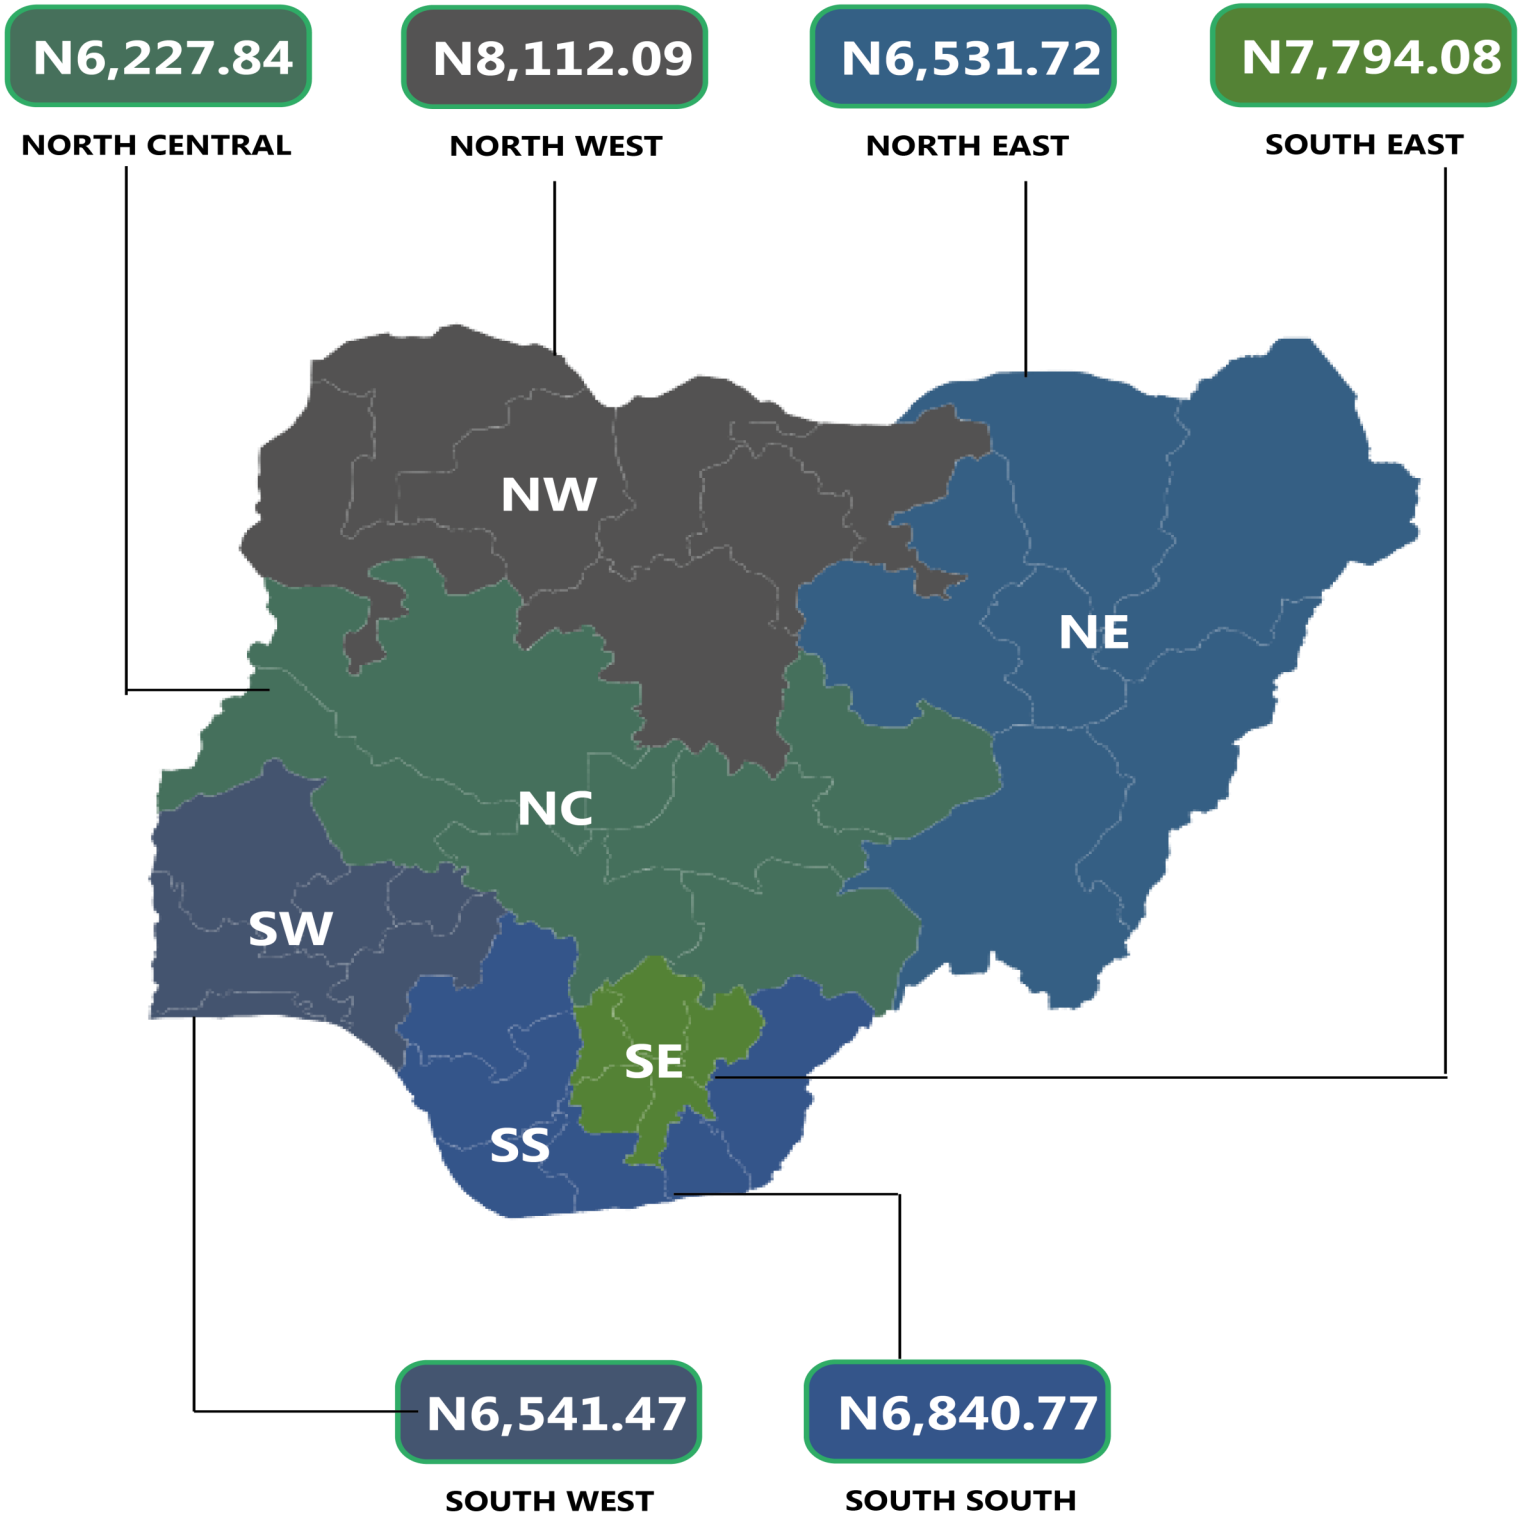 N6,227.84
N8,112.09
N6,531.72
N7,794.08
NORTH CENTRAL
NORTH WEST
NORTH EAST
SOUTH EAST
NW
NE
NC
SW
SE
SS
N6,541.47
N6,840.77
SOUTH WEST
SOUTH SOUTH